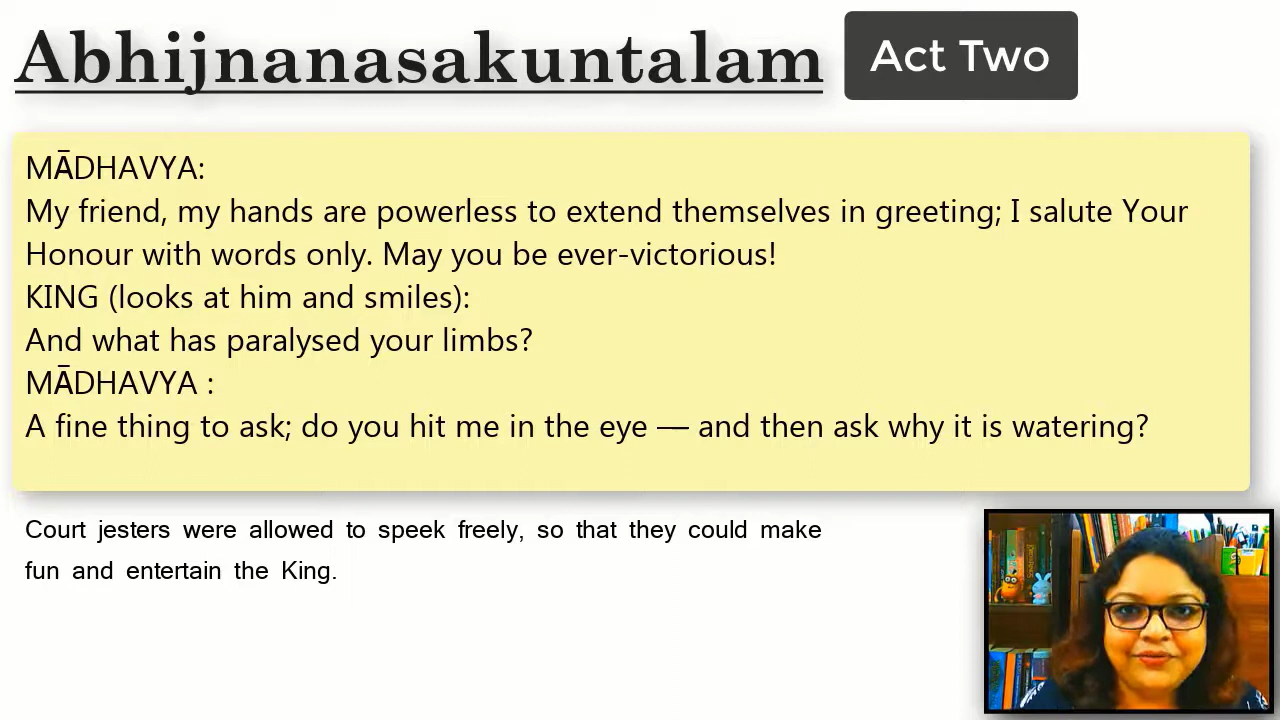 Abhijnanasakuntalam
Act Two
MĀDHAVYA:
My friend, my hands are powerless to extend themselves in greeting; I salute Your
Honour with words only. May you be ever-victorious!
KING (looks at him and smiles):
And what has paralysed your limbs?
MĀDHAVYA :
A fine thing to ask; do you hit me in the eye — and then ask why it is watering?
Court jesters were allowed to speek freely, so that they could make
fun and entertain the King.